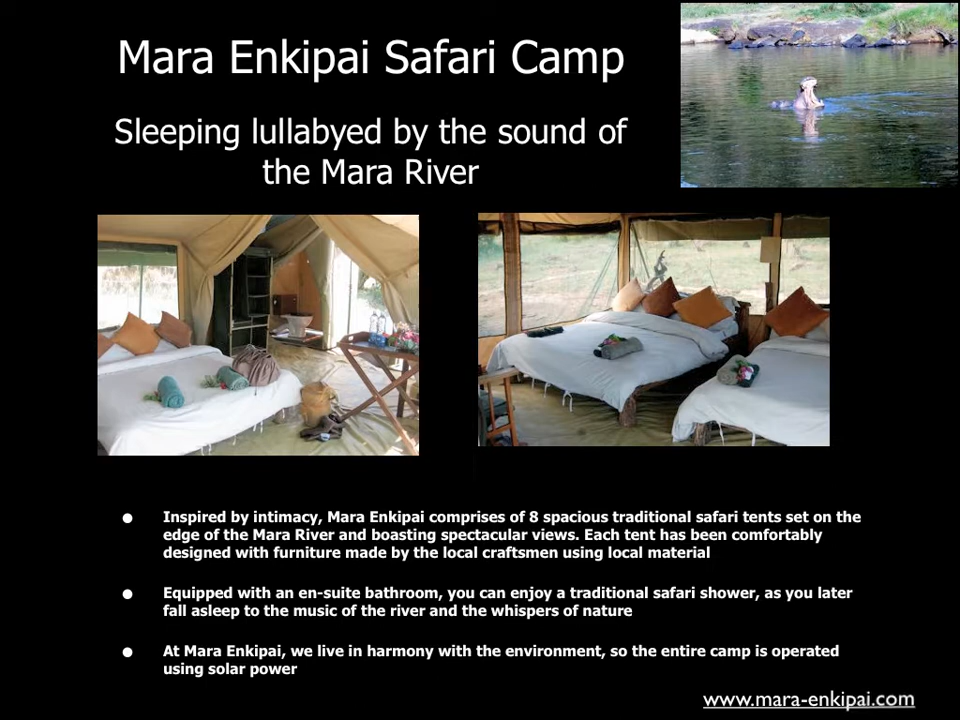 Mara Enkipai Safari Camp
Sleeping lullabyed by the sound of
the Mara River
• Inspired by intimacy, Mara Enkipai comprises of 8 spacious traditional safari tents set on the
edge of the Mara River and boasting spectacular views. Each tent has been comfortably
designed with furniture made by the local craftsmen using local material
• Equipped with an en-suite bathroom, you can enjoy a traditional safari shower, as you later
fall asleep to the music of the river and the whispers of nature
• At Mara Enkipai, we live in harmony with the environment, so the entire camp is operated
using solar power
www.mara-enkipai.com